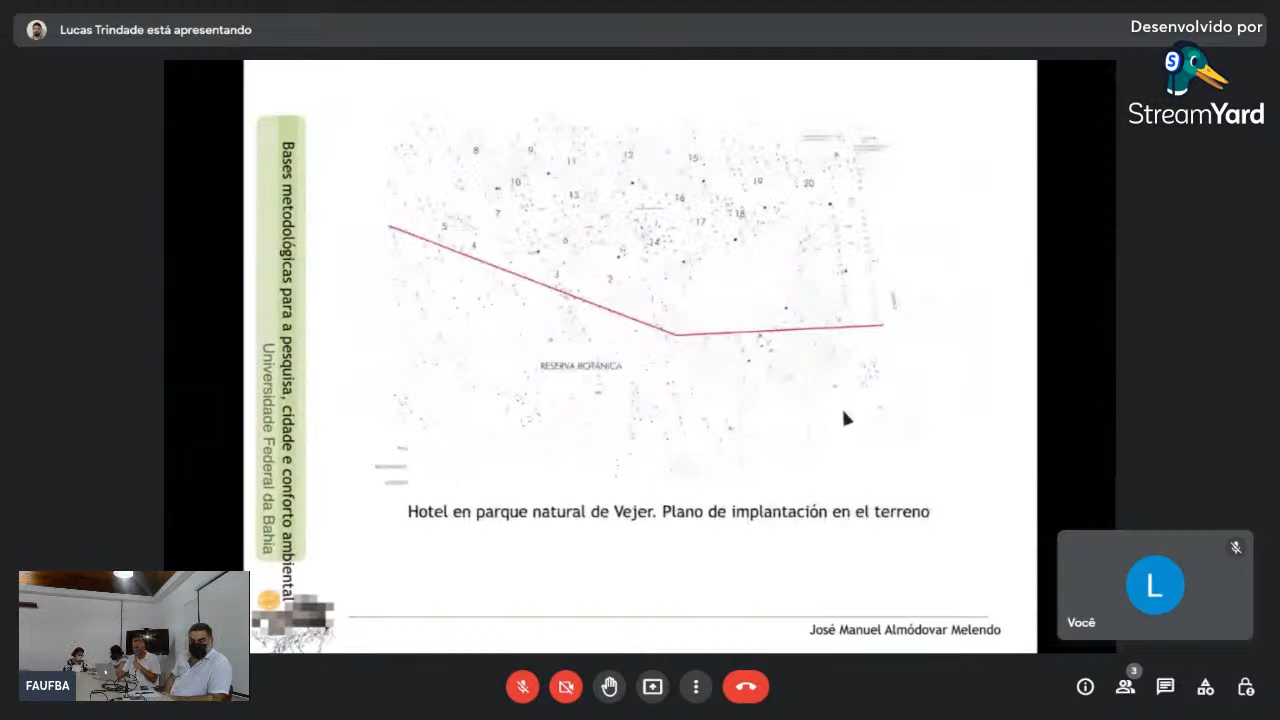 Lucas Trindade está apresentando
Desenvolvido por
StreamYard
Bases metodológicas para a pesquisa, cidade e conforto ambiental
Universidade Federal da Bahia
8
9
11
12
15
10
13
16
19
20
7
17
18
5
4
6
14
3
2
1
RESERVA BOTÁNICA
Hotel en parque natural de Vejer. Plano de implantación en el terreno
José Manuel Almódovar Melendo
FAUFBA
L
Você
3